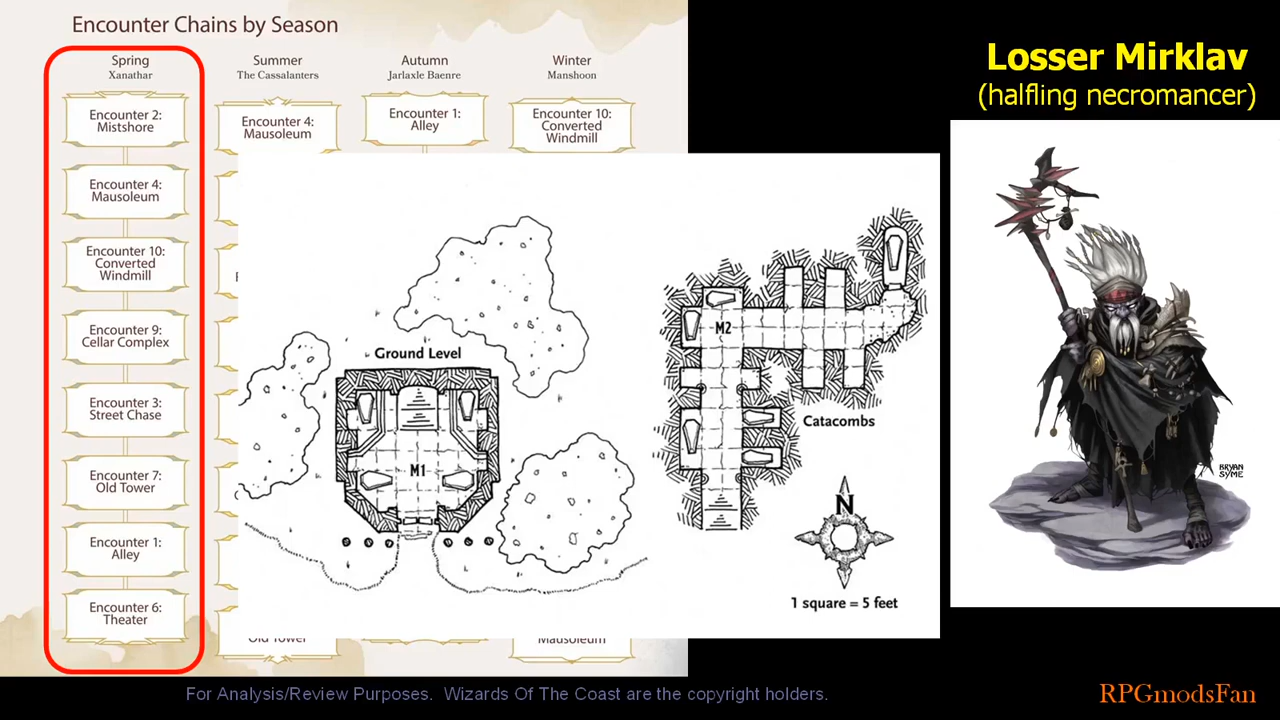 Encounter Chains by Season
Spring
Xanathar
Encounter 2:
Mistshore
Encounter 4:
Mausoleum
Encounter 10:
Converted
Windmill
Encounter 9:
Cellar Complex
Encounter 3:
Street Chase
Encounter 7:
Old Tower
Encounter 1:
Alley
Encounter 6:
Theater
Summer
The Cassalanters
Encounter 4:
Mausoleum
Old Tower
Autumn
Jarlaxle Baenre
Encounter 1:
Alley
Winter
Manshoon
Encounter 10:
Converted
Windmill
Mausoleum
Ground Level
M1
M2
Catacombs
N
1 square = 5 feet
Losser Mirklav
(halfling necromancer)
BRYAN
SYME
For Analysis/Review Purposes. Wizards Of The Coast are the copyright holders.
RPGmodsFan